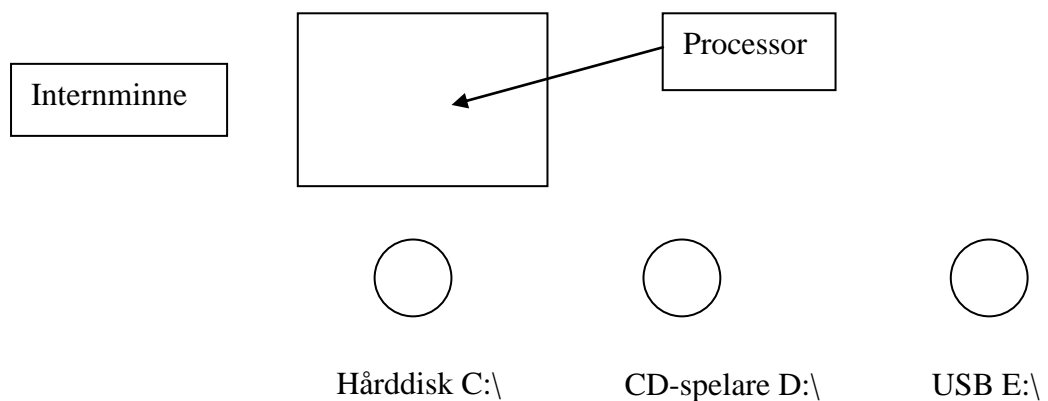 Processor
Internminne
Hårddisk C:\
CD-spelare D:\
USB E:\